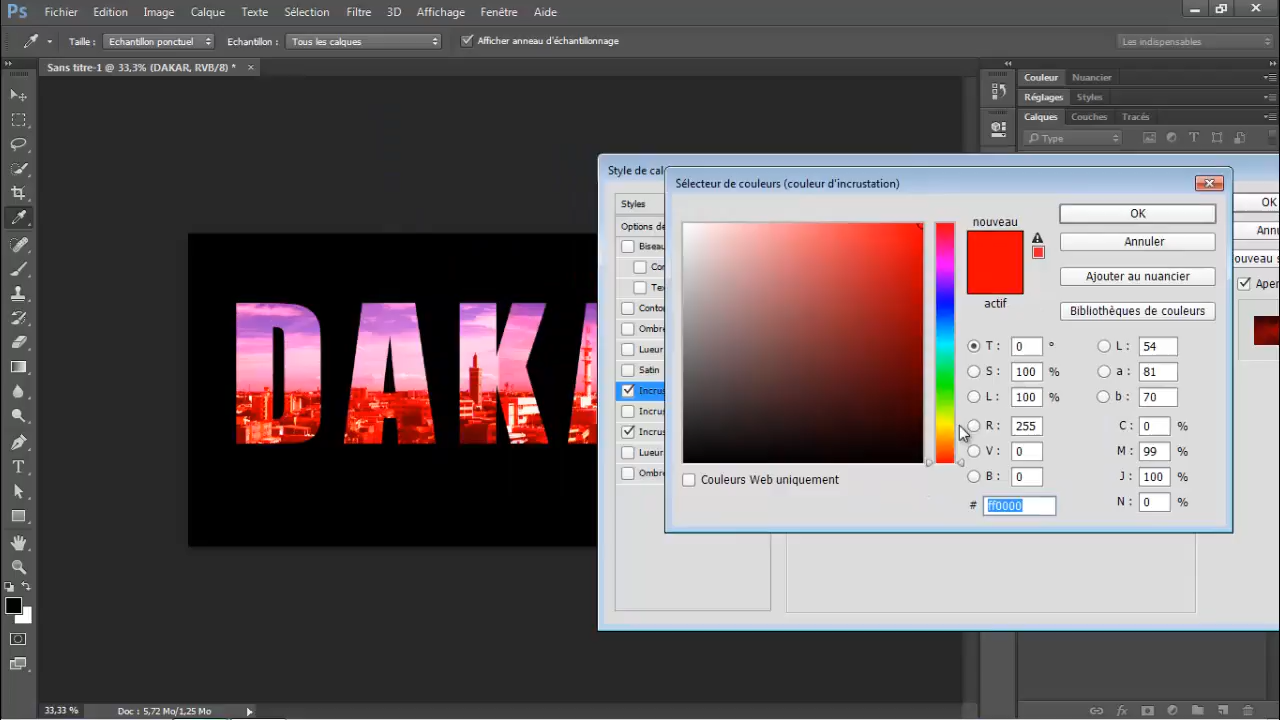 Ps Fichier Edition Image Calque Texte Sélection Filtre 3D Affichage Fenêtre Aide
Taille : Echantillon ponctuel Echantillon : Tous les calques Afficher anneau d'échantillonnage Les indispensables
Sans titre-1 @ 33,3% (DAKAR, RVB/8) *
Couleur Nuancier
Réglages Styles
Calques Couches Tracés
Type
Style de cal
Sélecteur de couleurs (couleur d'incrustation)
Styles
Options de
Biseau
Con
Tex
Contou
Ombre
Lueur
Satin
Incrus
Incrus
Incrus
Lueur
Ombre
DAKA
nouveau
actif
OK
Annuler
Ajouter au nuancier
Bibliothèques de couleurs
OK
Annu
ouveau s
Aper
T : 0 ° L : 54
S : 100 % a : 81
L : 100 % b : 70
R : 255 C : 0 %
V : 0 M : 99 %
B : 0 J : 100 %
# ff0000 N : 0 %
Couleurs Web uniquement
33,33 % Doc : 5,72 Mo/1,25 Mo